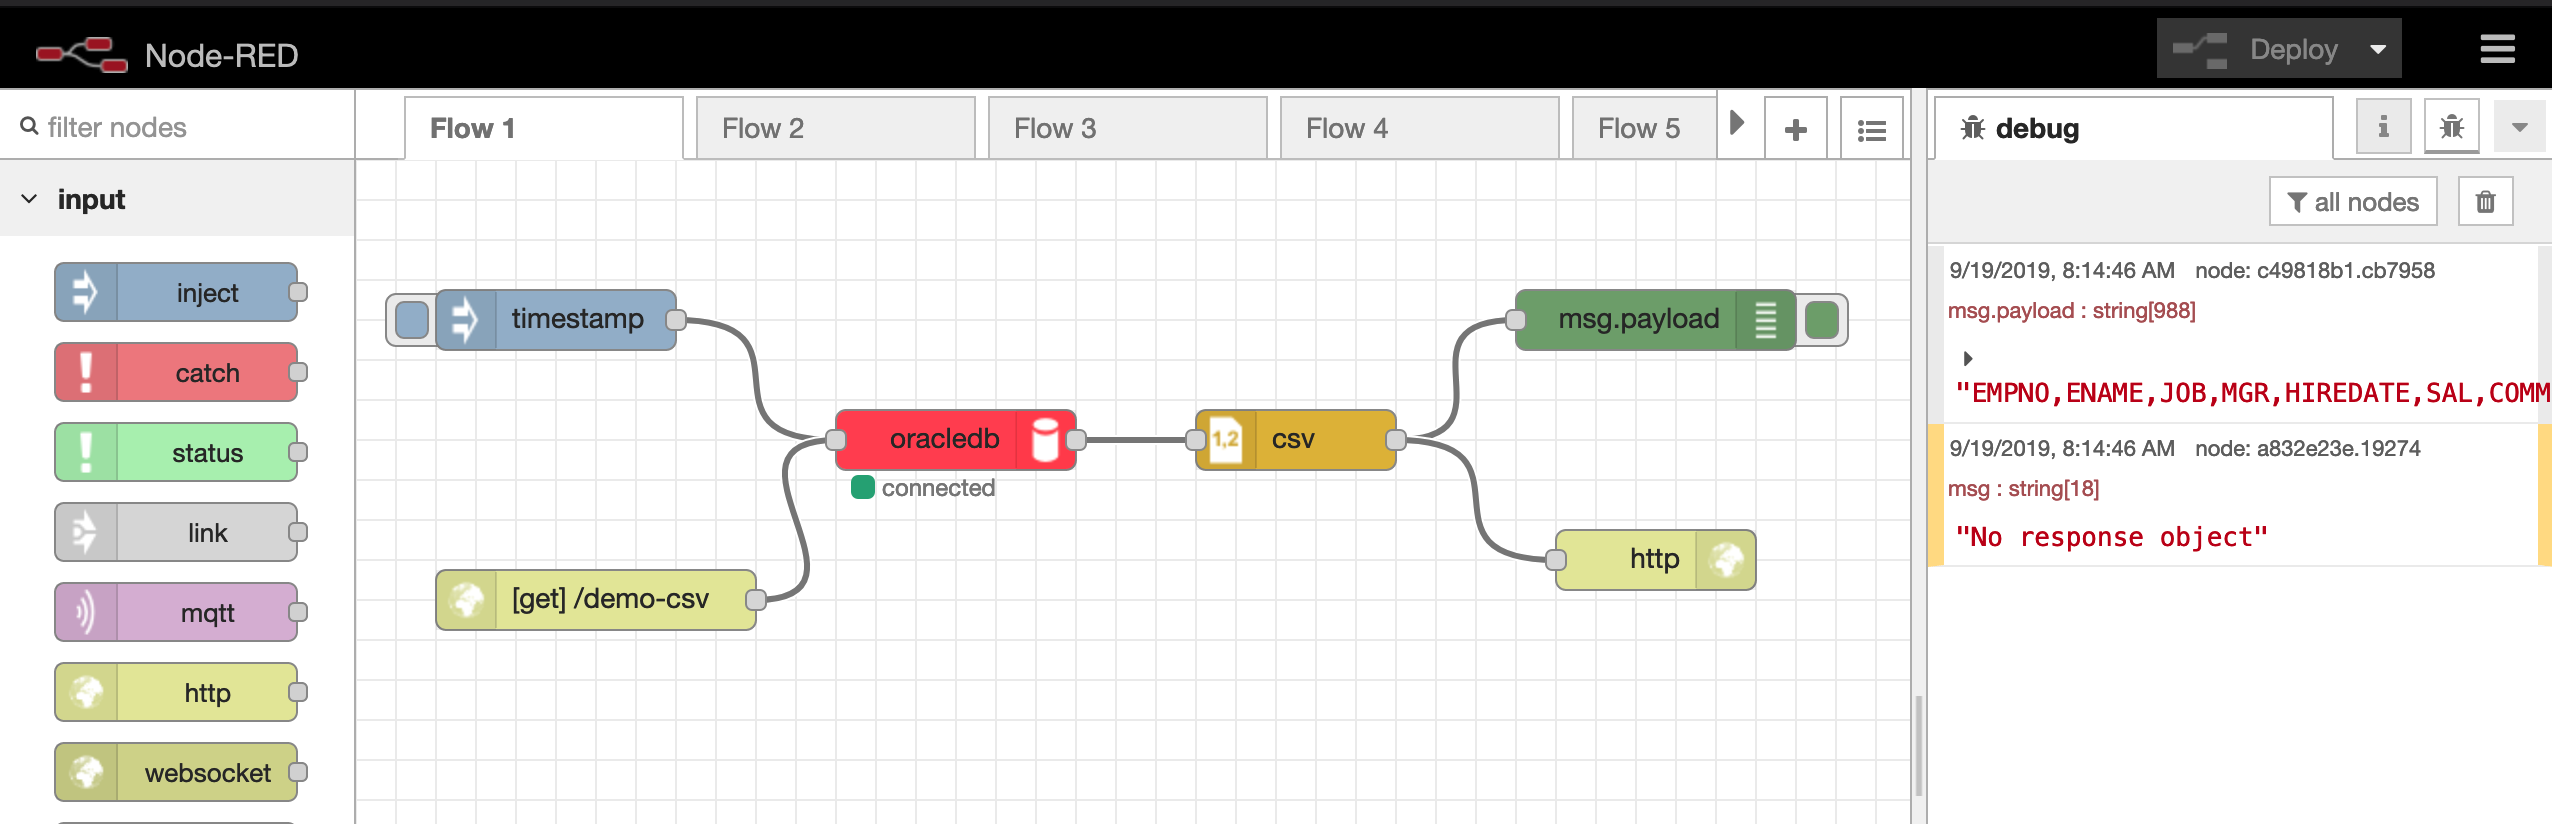 Node-RED
Deploy
filter nodes
Flow 1
Flow 2
Flow 3
Flow 4
Flow 5
debug
input
all nodes
inject
catch
status
link
mqtt
http
websocket
timestamp
[get] /demo-csv
oracledb
connected
1,2
csv
msg.payload
http
9/19/2019, 8:14:46 AM node: c49818b1.cb7958
msg.payload : string[988]
"EMPNO,ENAME,JOB,MGR,HIREDATE,SAL,COMM
9/19/2019, 8:14:46 AM node: a832e23e.19274
msg : string[18]
"No response object"